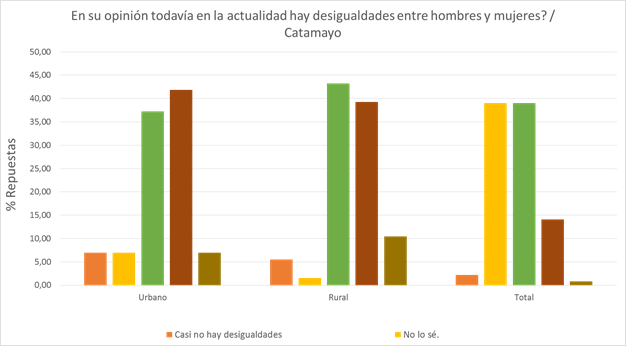 En su opinión todavía en la actualidad hay desigualdades entre hombres y mujeres? /
Catamayo
% Repuestas
50,00
45,00
40,00
35,00
30,00
25,00
20,00
15,00
10,00
5,00
0,00
Urbano Rural Total
Casi no hay desigualdades No lo sé.